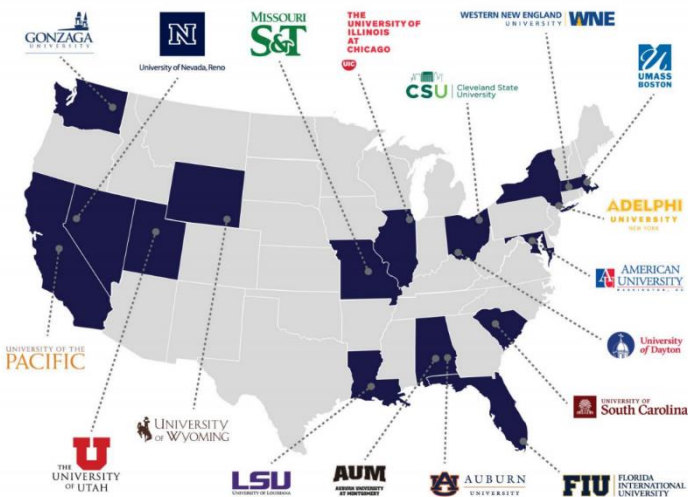 GONZAGA
UNIVERSITY
N
University of Nevada, Reno
MISSOURI
S&T
THE
UNIVERSITY OF
ILLINOIS
AT
CHICAGO
UIC
WESTERN NEW ENGLAND
UNIVERSITY
WNE
CSU
Cleveland State
University
UMASS
BOSTON
ADELPHI
UNIVERSITY
NEW YORK
AMERICAN
UNIVERSITY
WASHINGTON, DC
University
of Dayton
UNIVERSITY OF
South Carolina
FIU
FLORIDA
INTERNATIONAL
UNIVERSITY
AUBURN
UNIVERSITY
AUM
AUBURN UNIVERSITY
AT MONTGOMERY
LSU
UNIVERSITY OF LOUISIANA
UNIVERSITY
OF WYOMING
U
THE
UNIVERSITY
OF UTAH
UNIVERSITY OF THE
PACIFIC